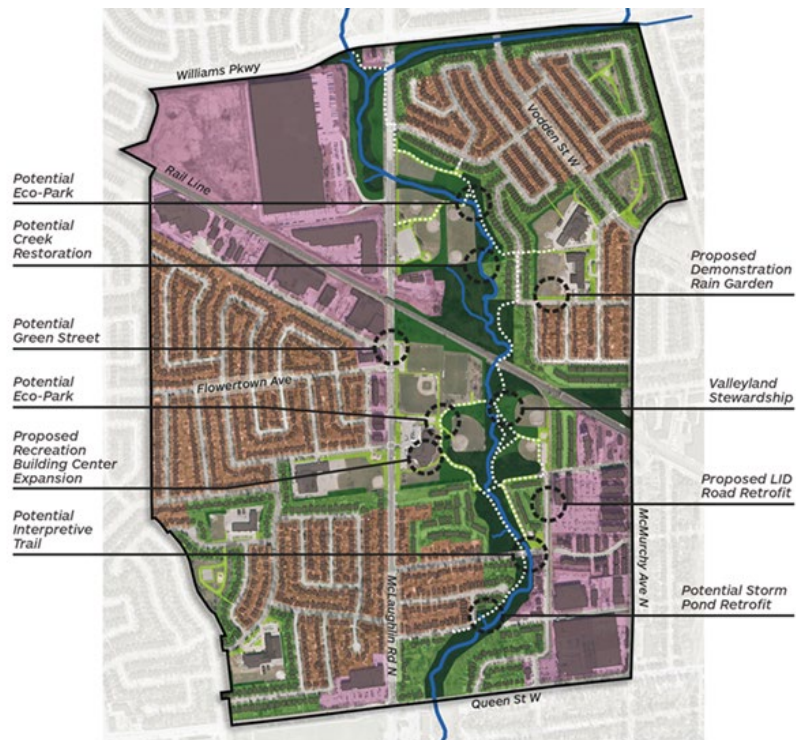 Williams Pkwy
Vodden St W
Rail Line
Potential
Eco-Park
Potential
Creek
Restoration
Proposed
Demonstration
Rain Garden
Potential
Green Street
Flowertown Ave
Potential
Eco-Park
Valleyland
Stewardship
Proposed
Recreation
Building Center
Expansion
Proposed LID
Road Retrofit
Potential
Interpretive
Trail
McMurchy Ave N
McLaughlin Rd N
Potential Storm
Pond Retrofit
Queen St W